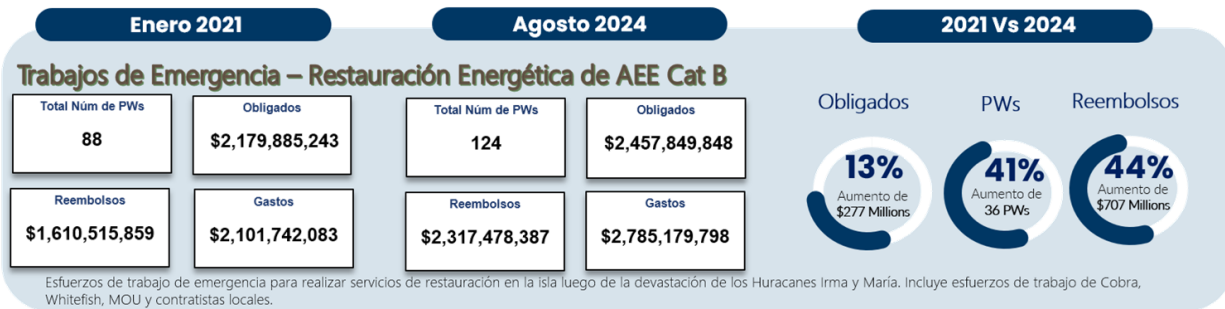 Enero 2021
Agosto 2024
2021 Vs 2024
Trabajos de Emergencia – Restauración Energética de AEE Cat B
Total Núm de PWs
88
Obligados
$2,179,885,243
Reembolsos
$1,610,515,859
Gastos
$2,101,742,083
Total Núm de PWs
124
Obligados
$2,457,849,848
Reembolsos
$2,317,478,387
Gastos
$2,785,179,798
Obligados
13%
Aumento de
$277 Millions
PWs
41%
Aumento de
36 PWs
Reembolsos
44%
Aumento de
$707 Millions
Esfuerzos de trabajo de emergencia para realizar servicios de restauración en la isla luego de la devastación de los Huracanes Irma y María. Incluye esfuerzos de trabajo de Cobra,
Whitefish, MOU y contratistas locales.